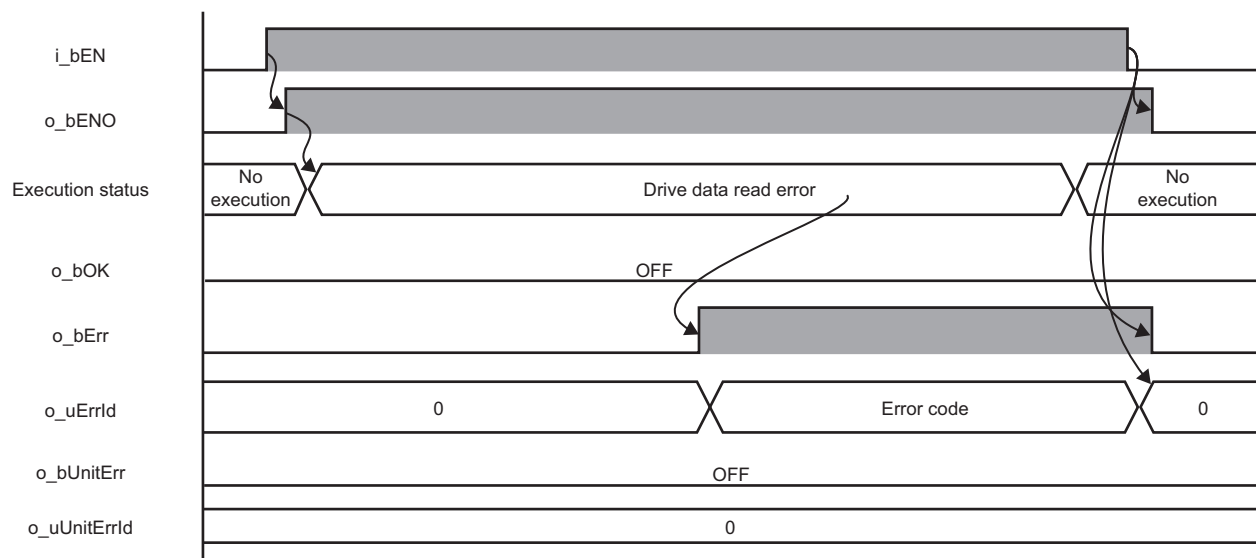 i_bEN
o_bENO
Execution status
No
execution
Drive data read error
No
execution
o_bOK
OFF
o_bErr
o_uErrId
0
Error code
0
o_bUnitErr
OFF
o_uUnitErrId
0